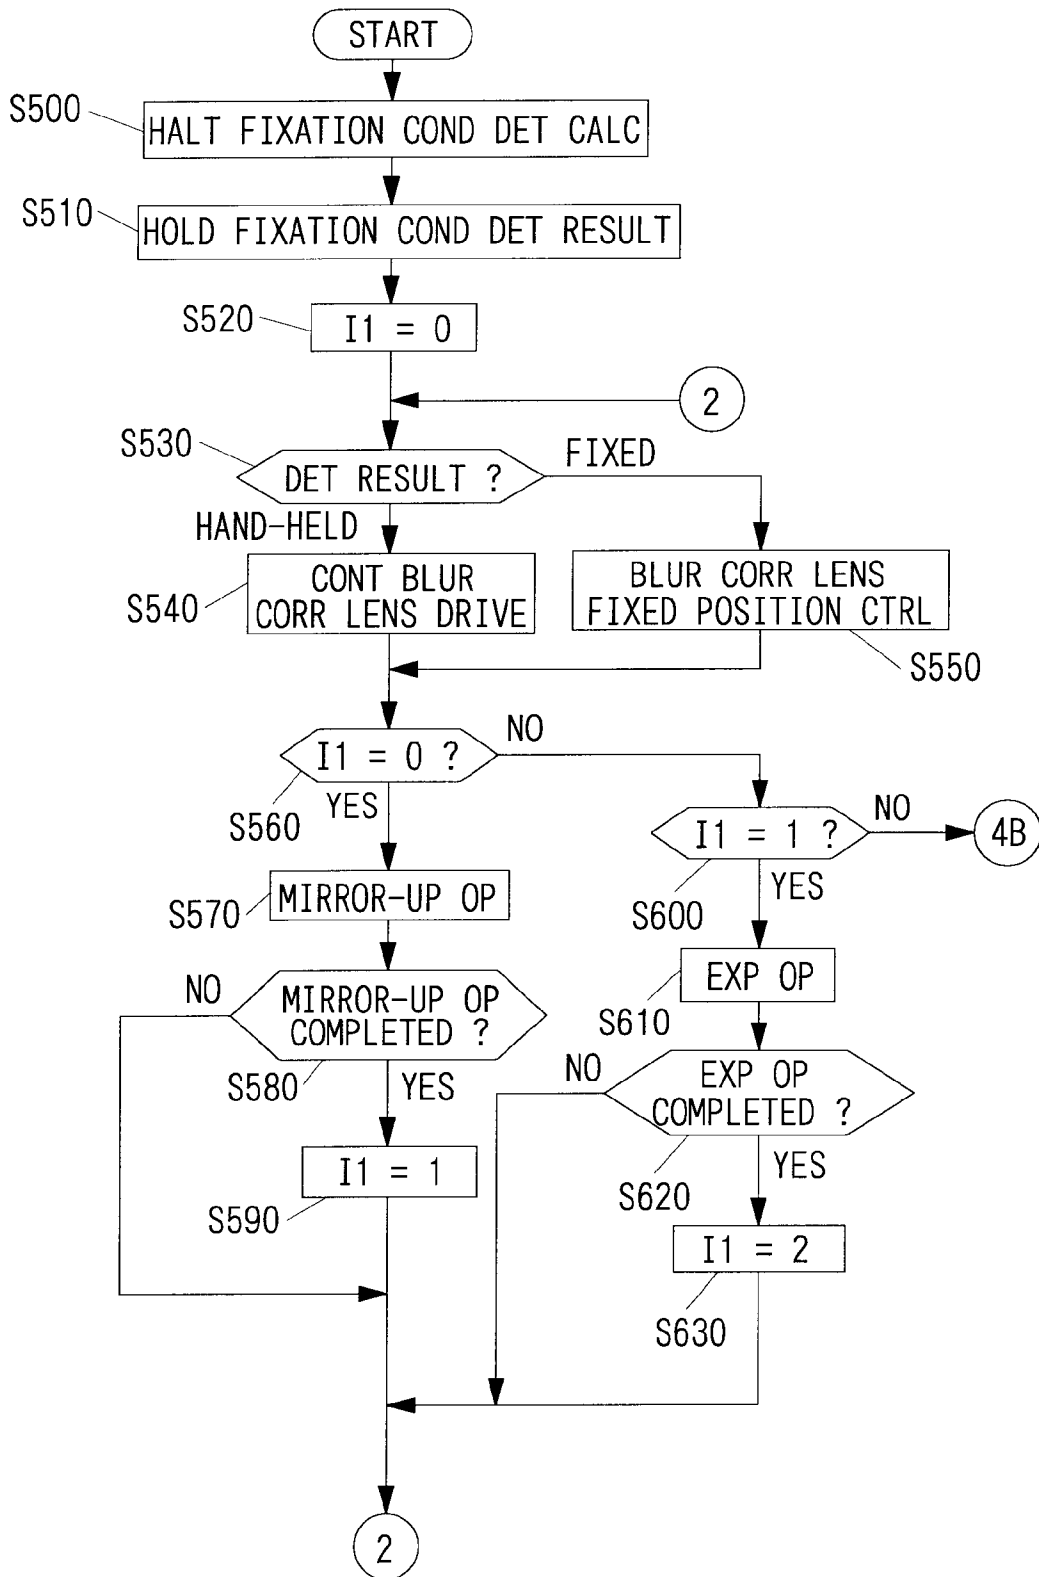 START
S500
HALT FIXATION COND DET CALC
S510
HOLD FIXATION COND DET RESULT
S520
I1 = 0
2
S530
DET RESULT ?
FIXED
HAND-HELD
S540
CONT BLUR
CORR LENS DRIVE
BLUR CORR LENS
FIXED POSITION CTRL
S550
I1 = 0 ?
NO
S560
YES
I1 = 1 ?
NO
4B
S600
YES
S570
MIRROR-UP OP
EXP OP
S610
NO
MIRROR-UP OP
COMPLETED ?
S580
YES
NO
EXP OP
COMPLETED ?
S620
YES
I1 = 1
S590
I1 = 2
S630
2